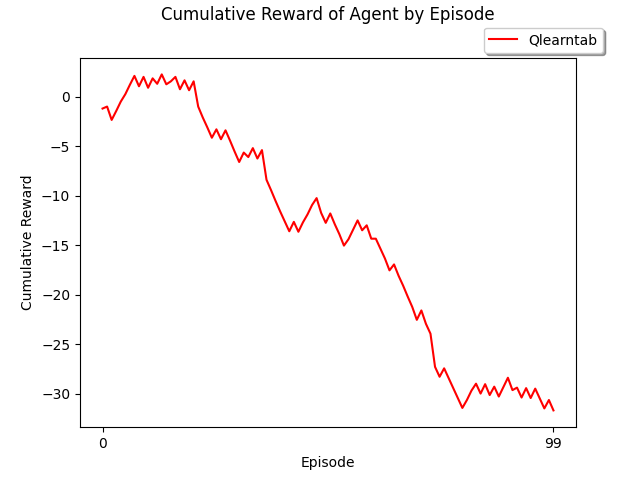 Cumulative Reward of Agent by Episode
Qlearntab
0
−5
−10
−15
−20
−25
−30
Cumulative Reward
0
99
Episode